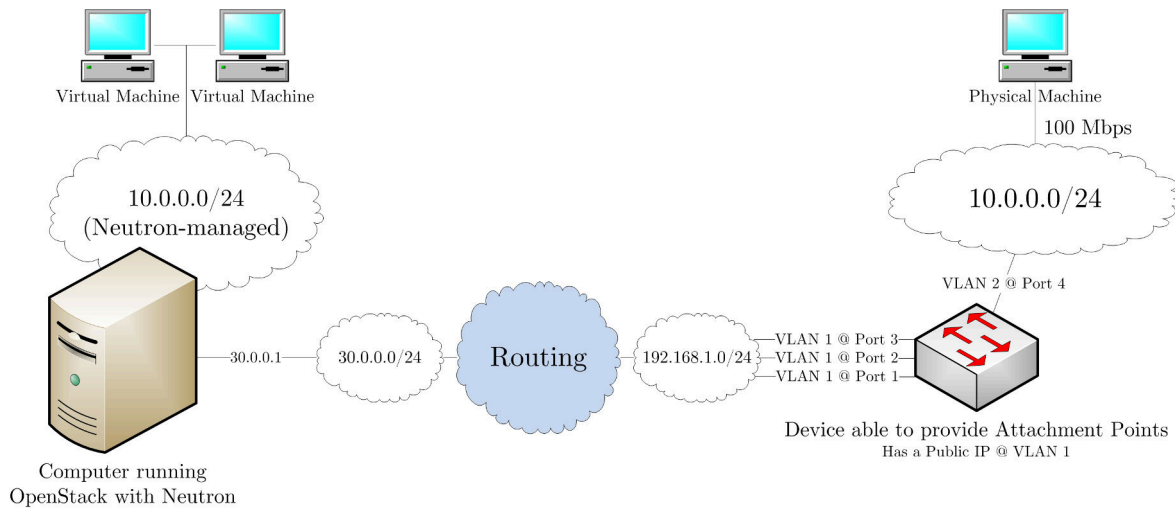 Virtual Machine
Virtual Machine
Physical Machine
100 Mbps
10.0.0.0/24
(Neutron-managed)
10.0.0.0/24
VLAN 2 @ Port 4
30.0.0.1
30.0.0.0/24
Routing
192.168.1.0/24
VLAN 1 @ Port 3
VLAN 1 @ Port 2
VLAN 1 @ Port 1
Device able to provide Attachment Points
Has a Public IP @ VLAN 1
Computer running
OpenStack with Neutron